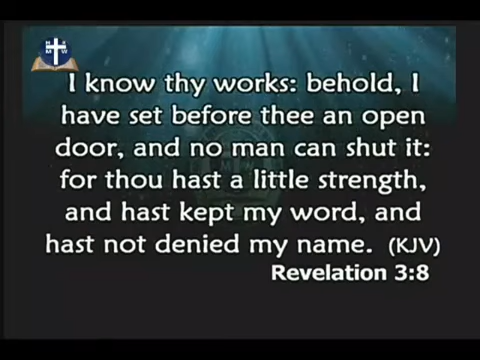 N K
M W
I know thy works: behold, I
have set before thee an open
door, and no man can shut it:
for thou hast a little strength,
and hast kept my word, and
hast not denied my name. (KJV)
Revelation 3:8